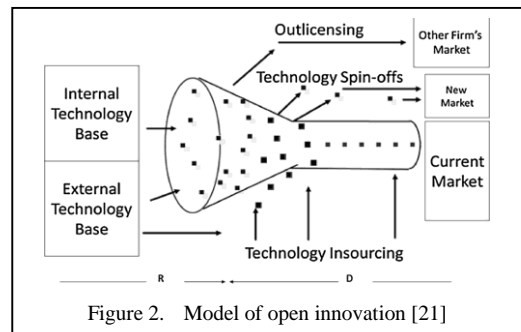 Outlicensing
Other Firm's
Market
Technology Spin-offs
New
Market
Internal
Technology
Base
External
Technology
Base
Current
Market
Technology Insourcing
R
D
Figure 2. Model of open innovation [21]